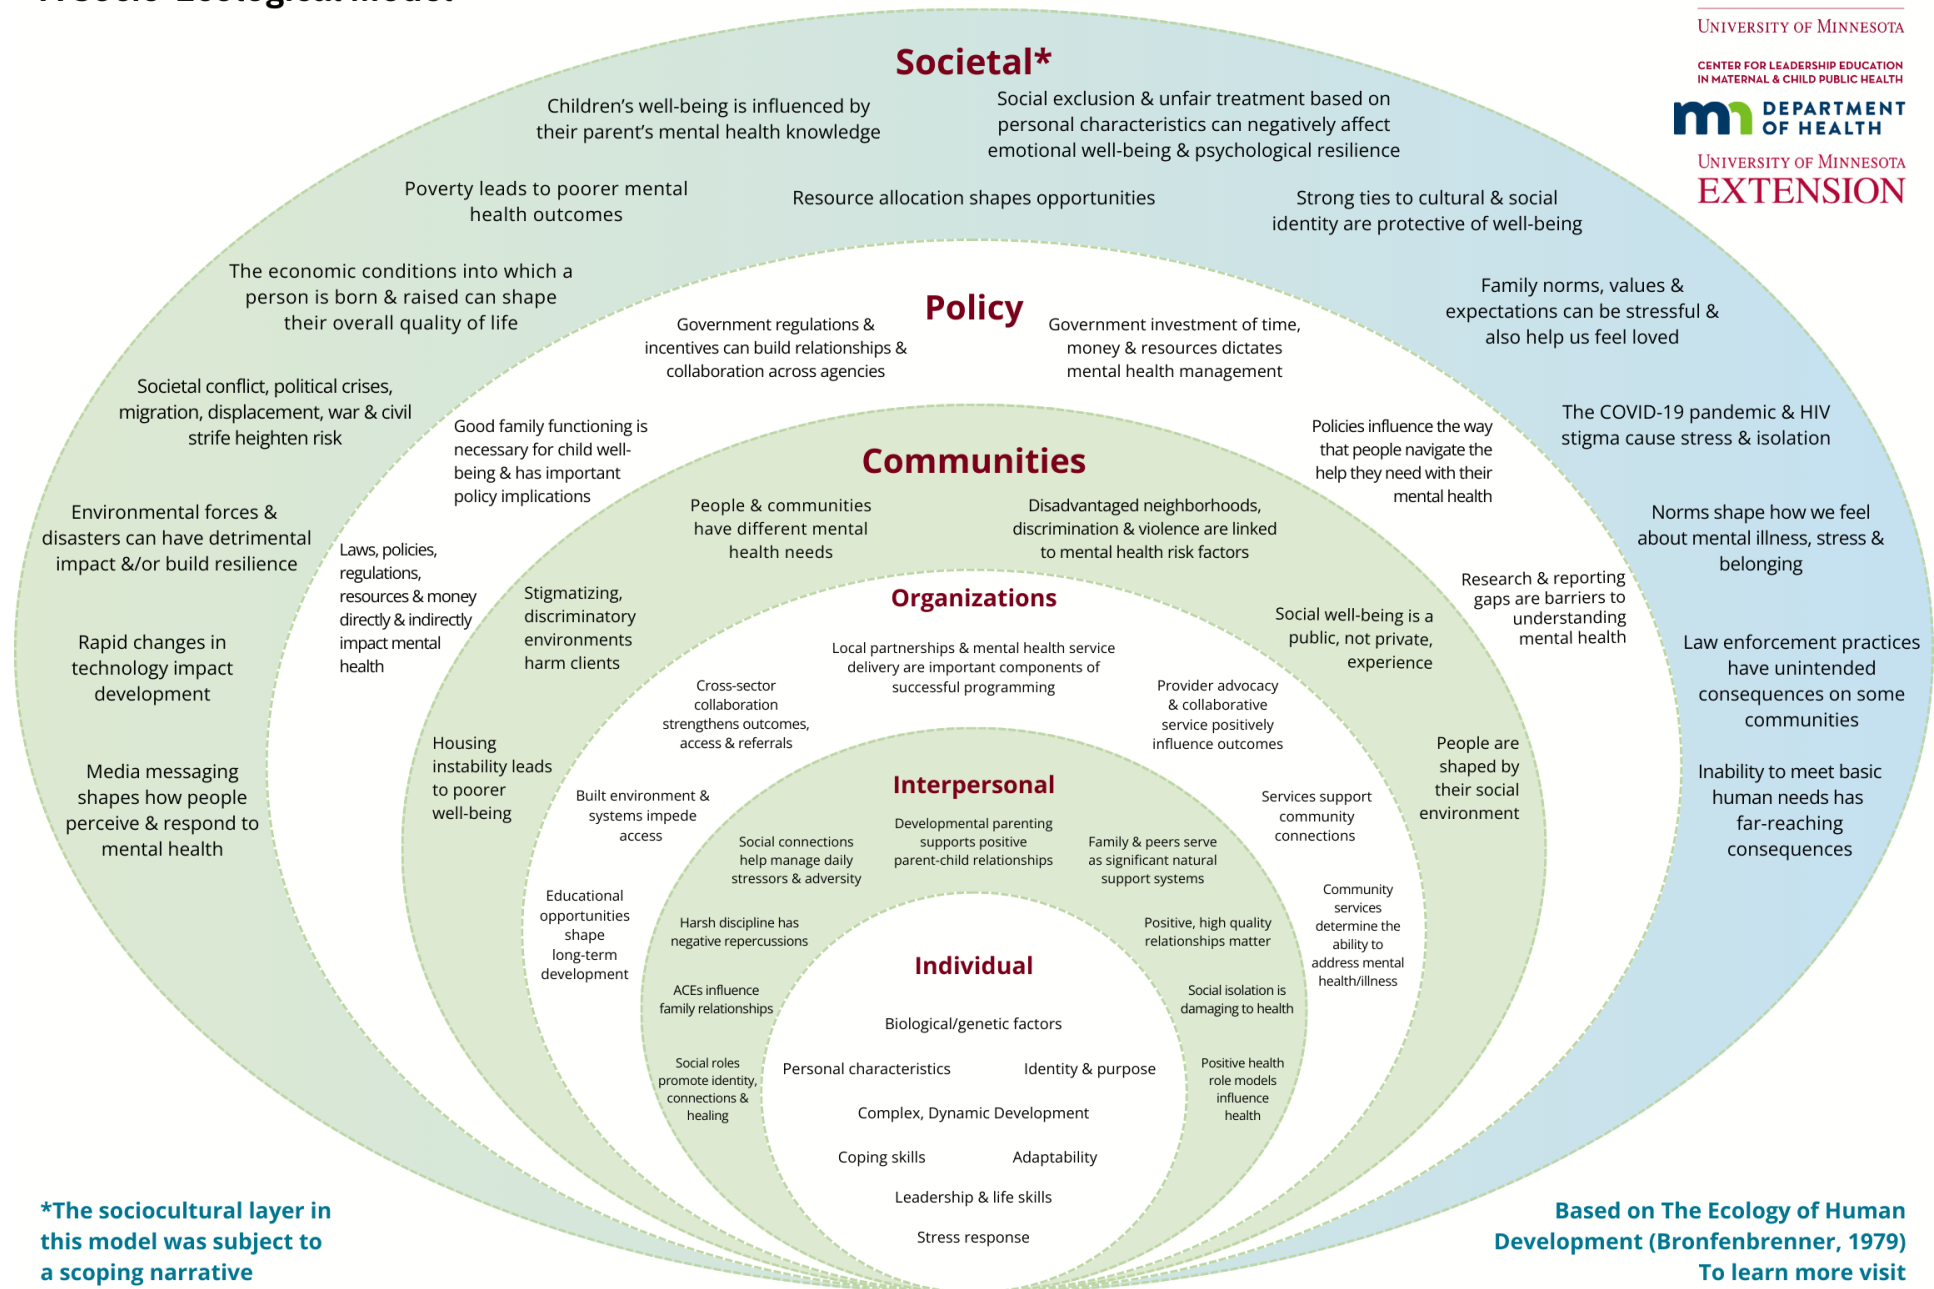 A Socio-Ecological Model
UNIVERSITY OF MINNESOTA
CENTER FOR LEADERSHIP EDUCATION
IN MATERNAL & CHILD PUBLIC HEALTH
mn DEPARTMENT
OF HEALTH
UNIVERSITY OF MINNESOTA
EXTENSION
Societal*
Children's well-being is influenced by
their parent's mental health knowledge
Social exclusion & unfair treatment based on
personal characteristics can negatively affect
emotional well-being & psychological resilience
Poverty leads to poorer mental
health outcomes
Resource allocation shapes opportunities
Strong ties to cultural & social
identity are protective of well-being
The economic conditions into which a
person is born & raised can shape
their overall quality of life
Family norms, values &
expectations can be stressful &
also help us feel loved
Societal conflict, political crises,
migration, displacement, war & civil
strife heighten risk
The COVID-19 pandemic & HIV
stigma cause stress & isolation
Environmental forces &
disasters can have detrimental
impact &/or build resilience
Norms shape how we feel
about mental illness, stress &
belonging
Rapid changes in
technology impact
development
Law enforcement practices
have unintended
consequences on some
communities
Media messaging
shapes how people
perceive & respond to
mental health
Inability to meet basic
human needs has
far-reaching
consequences
Policy
Government regulations &
incentives can build relationships &
collaboration across agencies
Government investment of time,
money & resources dictates
mental health management
Good family functioning is
necessary for child well-
being & has important
policy implications
Policies influence the way
that people navigate the
help they need with their
mental health
Laws, policies,
regulations,
resources & money
directly & indirectly
impact mental
health
Research & reporting
gaps are barriers to
understanding
mental health
Communities
People & communities
have different mental
health needs
Disadvantaged neighborhoods,
discrimination & violence are linked
to mental health risk factors
Stigmatizing,
discriminatory
environments
harm clients
Social well-being is a
public, not private,
experience
Housing
instability leads
to poorer
well-being
People are
shaped by
their social
environment
Organizations
Local partnerships & mental health service
delivery are important components of
successful programming
Cross-sector
collaboration
strengthens outcomes,
access & referrals
Provider advocacy
& collaborative
service positively
influence outcomes
Built environment &
systems impede
access
Services support
community
connections
Educational
opportunities
shape
long-term
development
Community
services
determine the
ability to
address mental
health/illness
Interpersonal
Developmental parenting
supports positive
parent-child relationships
Social connections
help manage daily
stressors & adversity
Family & peers serve
as significant natural
support systems
Harsh discipline has
negative repercussions
Positive, high quality
relationships matter
ACEs influence
family relationships
Social isolation is
damaging to health
Social roles
promote identity,
connections &
healing
Positive health
role models
influence
health
Individual
Biological/genetic factors
Personal characteristics
Identity & purpose
Complex, Dynamic Development
Coping skills
Adaptability
Leadership & life skills
Stress response
*The sociocultural layer in
this model was subject to
a scoping narrative
Based on The Ecology of Human
Development (Bronfenbrenner, 1979)
To learn more visit